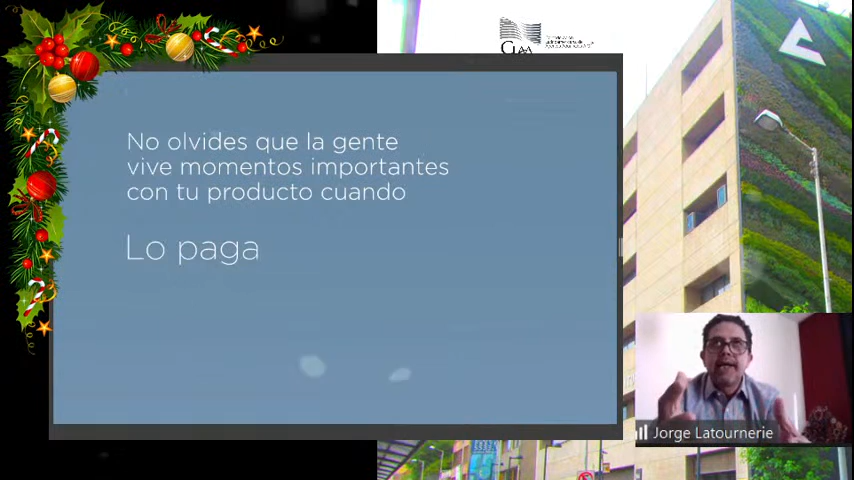 No olvides que la gente
vive momentos importantes
con tu producto cuando
Lo paga
Jorge Latournerie